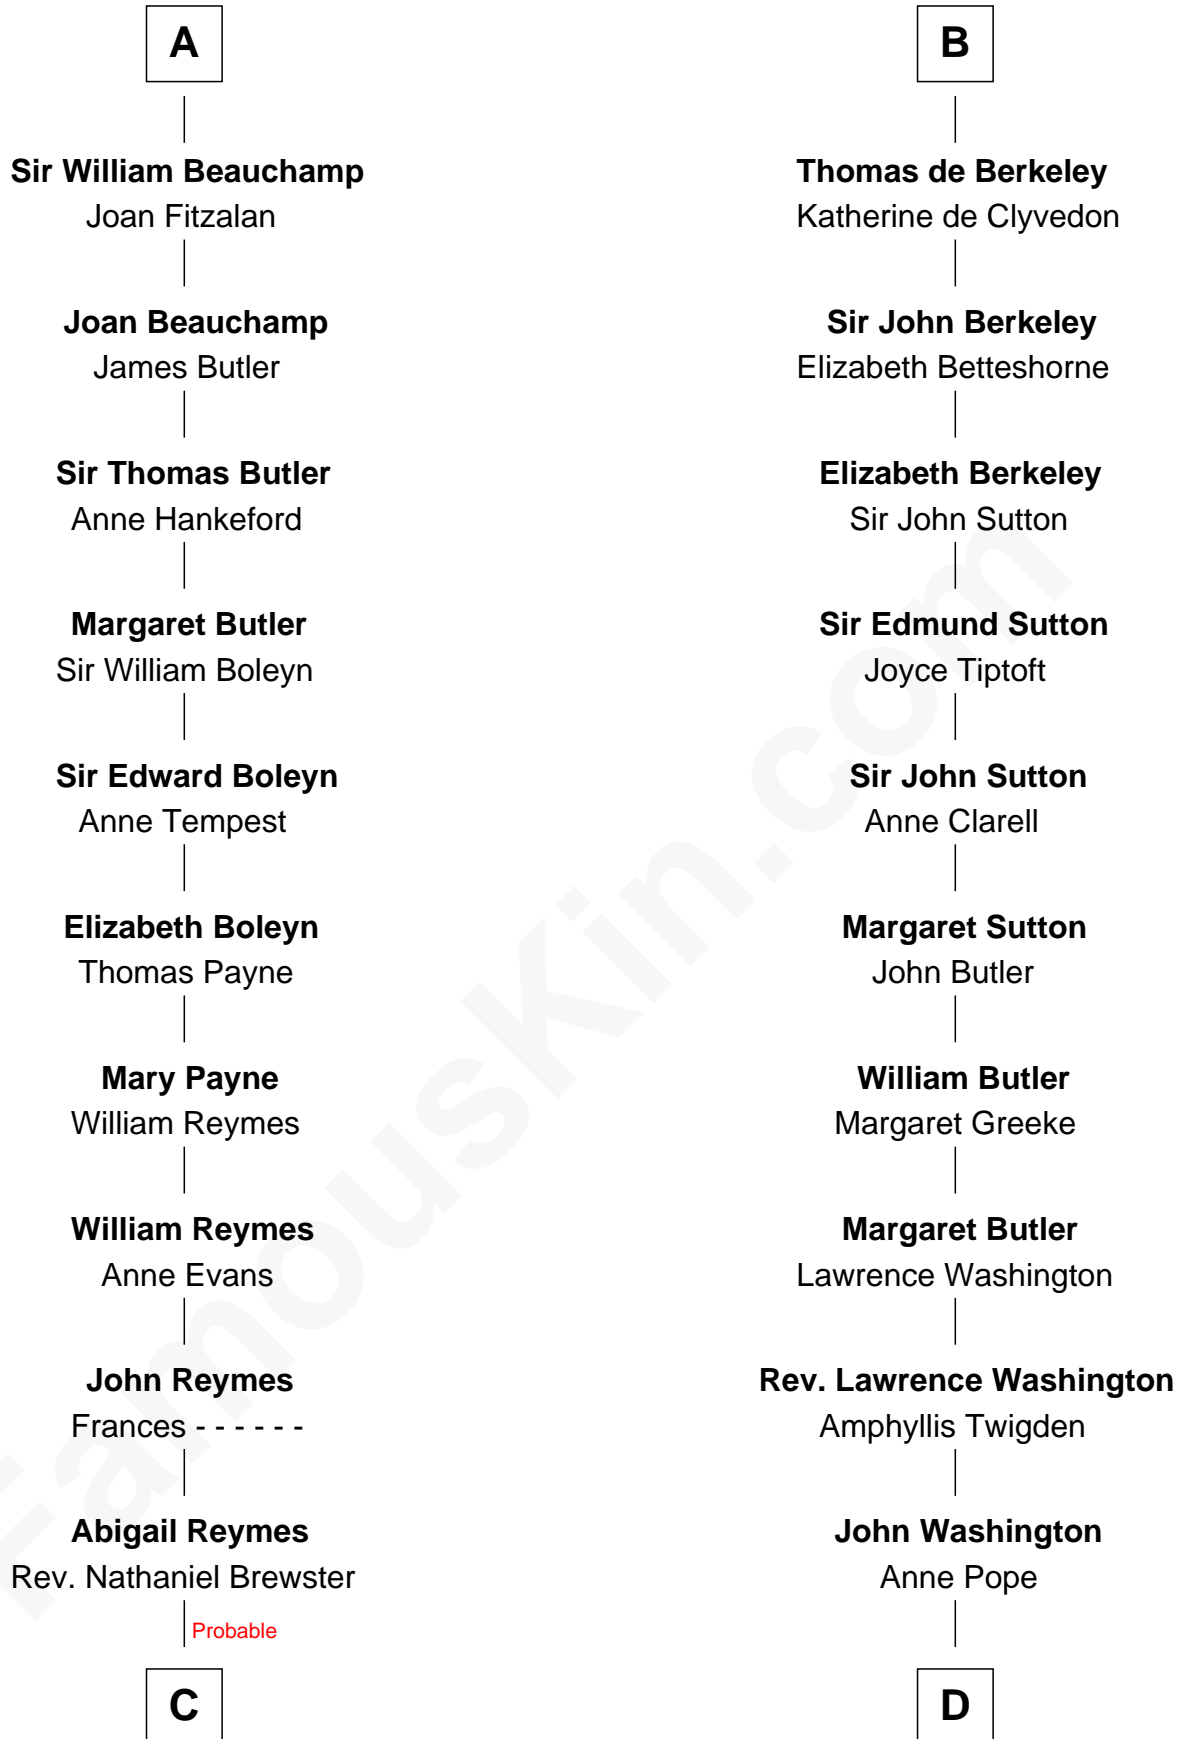 A
Sir William Beauchamp
Joan Fitzalan
Joan Beauchamp
James Butler
Sir Thomas Butler
Anne Hankeford
Margaret Butler
Sir William Boleyn
Sir Edward Boleyn
Anne Tempest
Elizabeth Boleyn
Thomas Payne
Mary Payne
William Reymes
William Reymes
Anne Evans
John Reymes
Frances - - - - - -
Abigail Reymes
Rev. Nathaniel Brewster
Probable
C
B
Thomas de Berkeley
Katherine de Clyvedon
Sir John Berkeley
Elizabeth Betteshorne
Elizabeth Berkeley
Sir John Sutton
Sir Edmund Sutton
Joyce Tiptoft
Sir John Sutton
Anne Clarell
Margaret Sutton
John Butler
William Butler
Margaret Greeke
Margaret Butler
Lawrence Washington
Rev. Lawrence Washington
Amphyllis Twigden
John Washington
Anne Pope
D
FamousKin.com